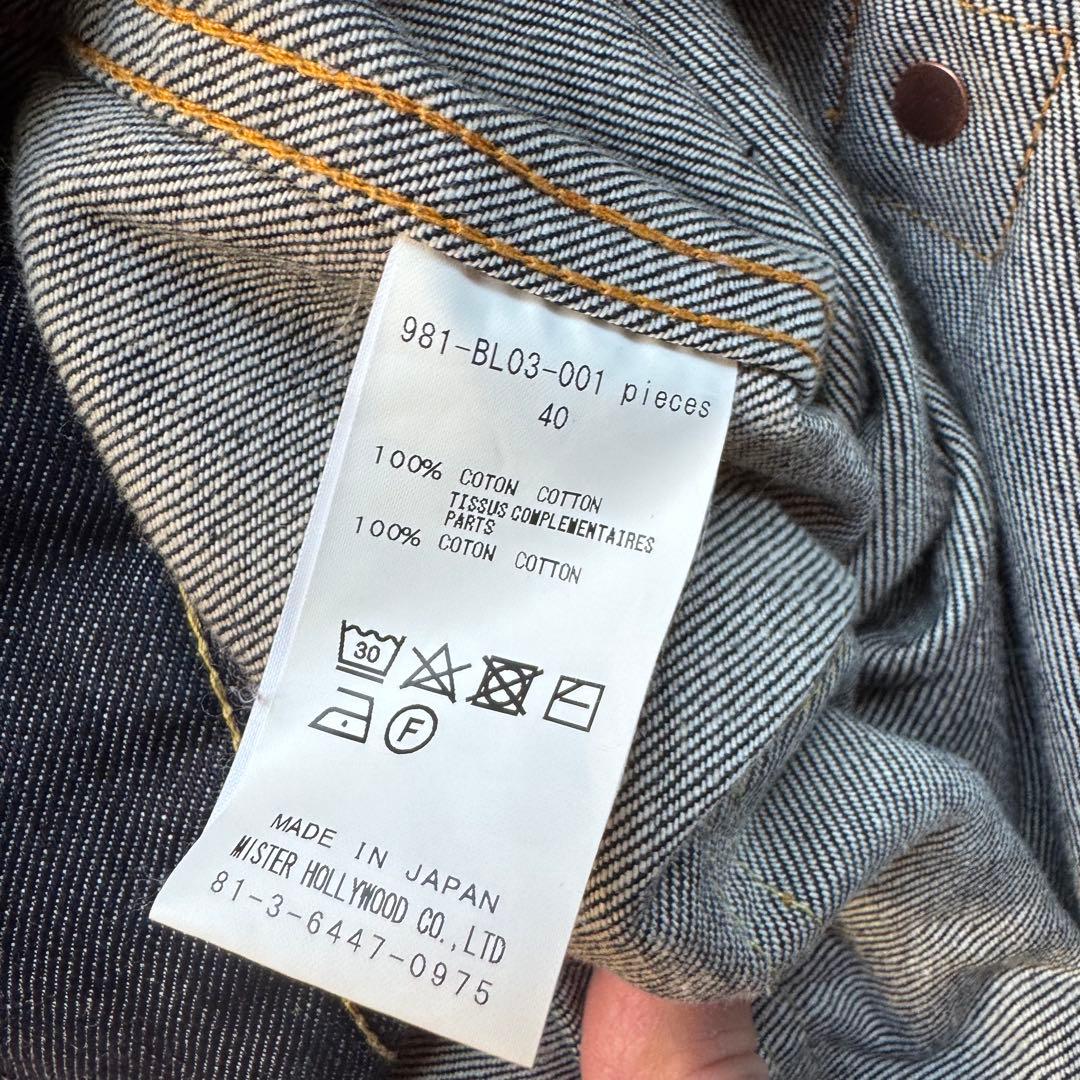 981-BL03-001 pieces
40
100% COTON COTTON
TISSUS COMPLEMENTAIRES
PARTS
100% COTON COTTON
30
F
MADE IN JAPAN
MISTER HOLLYWOOD CO.,LTD
81-3-6447-0975